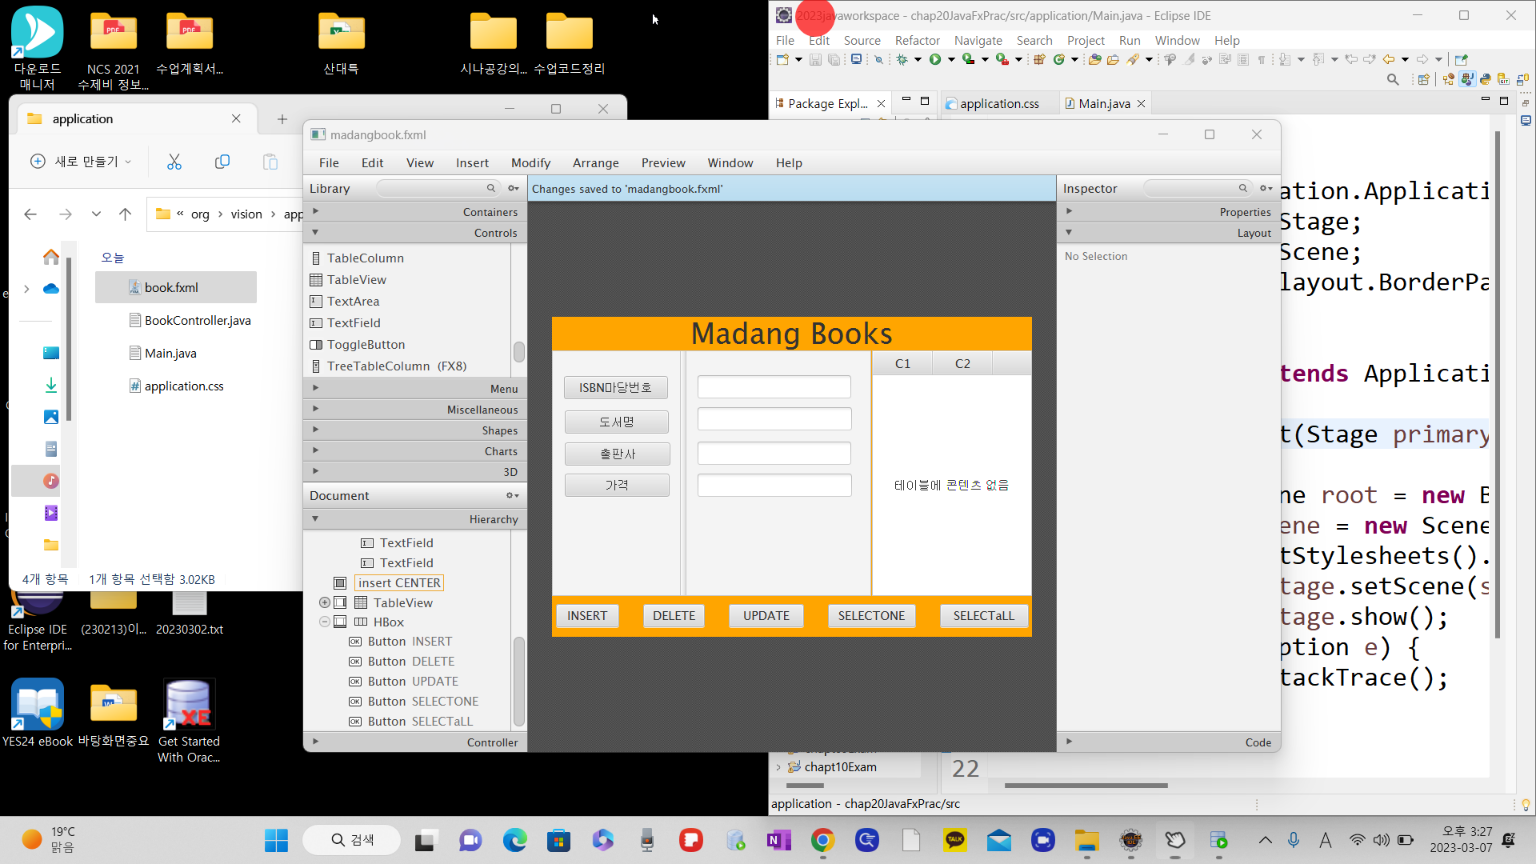 다운로드
매니저
NCS 2021
수제비 정보...
수업계획서...
산대특
시나공강의...
수업코드정리
2023javaworkspace - chap20JavaFxPrac/src/application/Main.java - Eclipse IDE
File Edit Source Refactor Navigate Search Project Run Window Help
Package Expl...
application.css
Main.java
application
새로 만들기
« org › vision › app
오늘
book.fxml
BookController.java
Main.java
application.css
4개 항목 1개 항목 선택함 3.02KB
madangbook.fxml
File Edit View Insert Modify Arrange Preview Window Help
Library
Changes saved to 'madangbook.fxml'
Inspector
Containers
Controls
TableColumn
TableView
TextArea
TextField
ToggleButton
TreeTableColumn (FX8)
Menu
Miscellaneous
Shapes
Charts
3D
Document
Hierarchy
TextField
TextField
insert CENTER
TableView
HBox
Button INSERT
Button DELETE
Button UPDATE
Button SELECTONE
Button SELECTaLL
Controller
Madang Books
C1 C2
ISBN마당번호
도서명
출판사
가격
테이블에 콘텐츠 없음
INSERT DELETE UPDATE SELECTONE SELECTaLL
Properties
Layout
No Selection
Code
ation.Applicati
Stage;
Scene;
layout.BorderPa
tends Applicati
t(Stage primary
ne root = new B
ene = new Scene
tStylesheets().
tage.setScene(s
tage.show();
ption e) {
tackTrace();
22
chapt10Exam
application - chap20JavaFxPrac/src
Eclipse IDE
for Enterpri...
(230213)이...
20230302.txt
YES24 eBook
바탕화면중요
Get Started
With Orac...
XE
19°C
맑음
검색
TALK
A
오후 3:27
2023-03-07